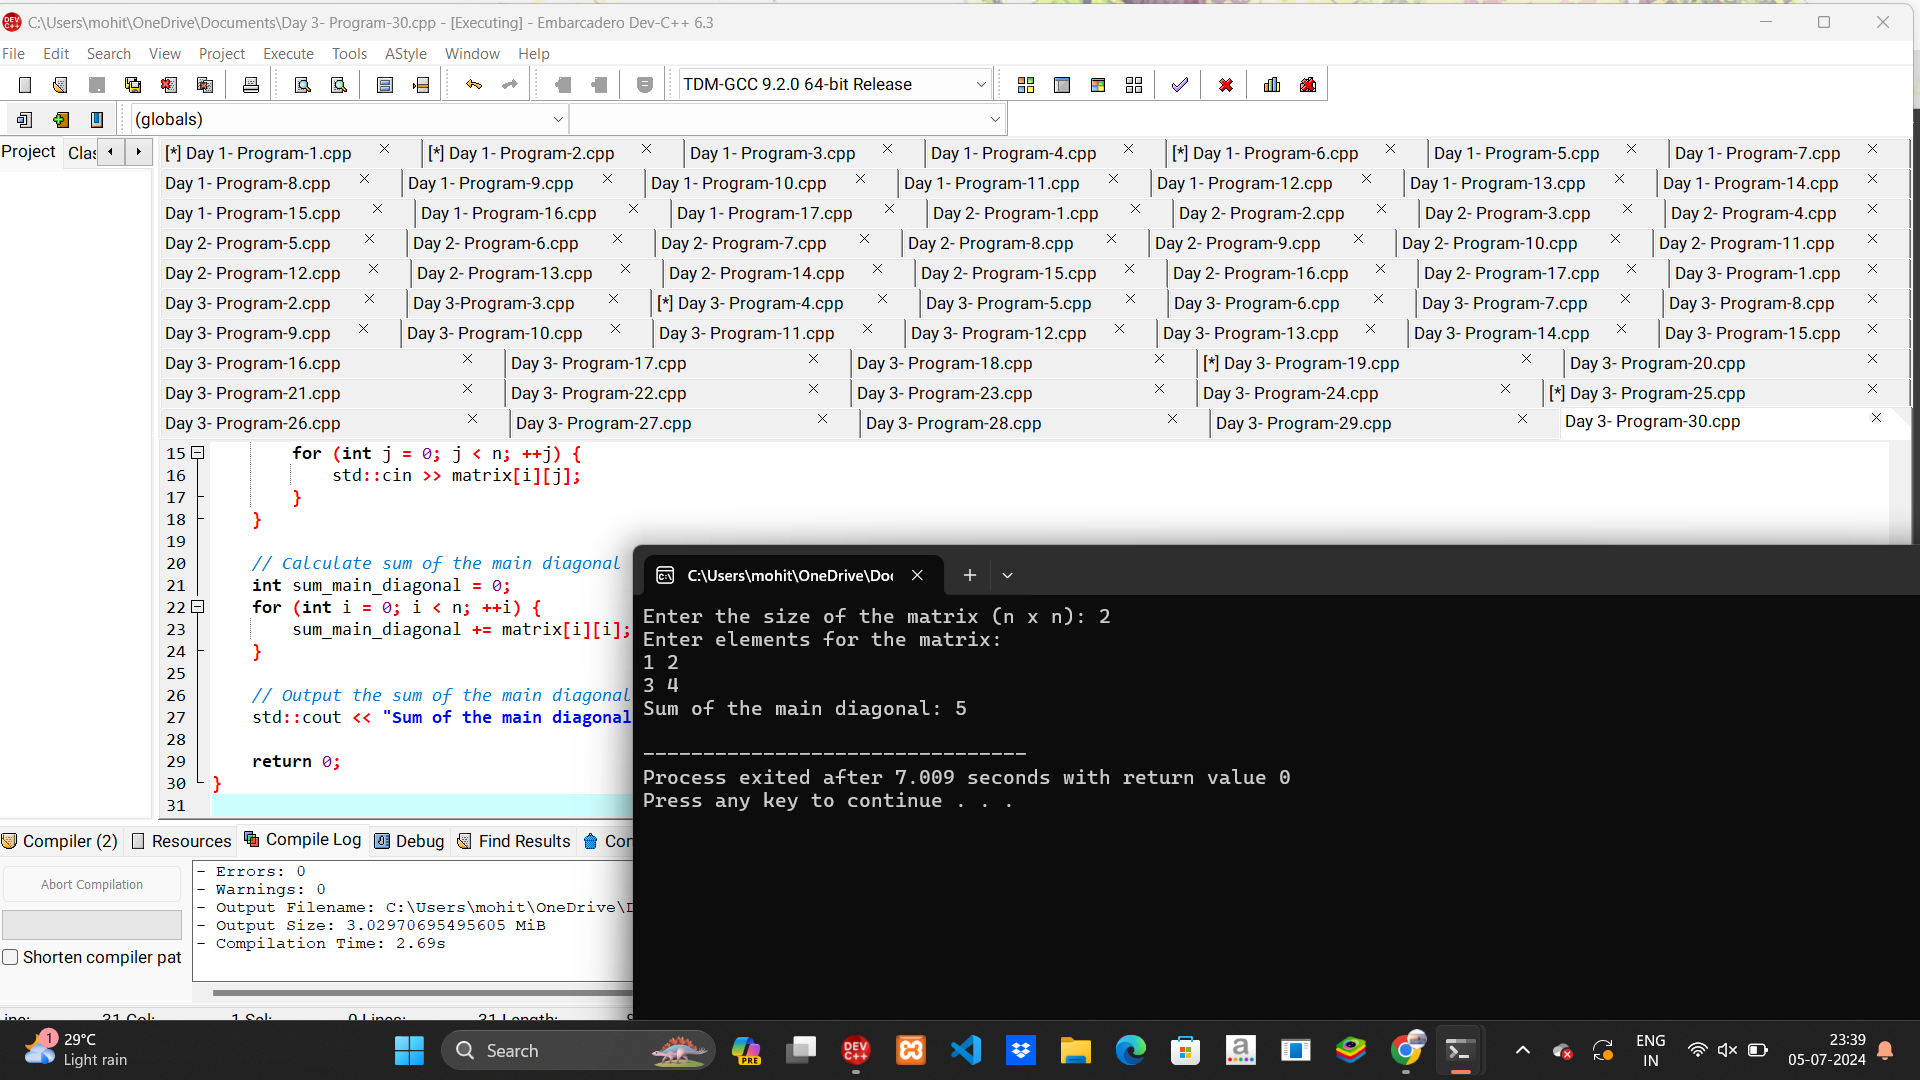 C:\Users\mohit\OneDrive\Documents\Day 3- Program-30.cpp - [Executing] - Embarcadero Dev-C++ 6.3
File Edit Search View Project Execute Tools AStyle Window Help
TDM-GCC 9.2.0 64-bit Release
(globals)
Project Clas
[*] Day 1- Program-1.cpp [*] Day 1- Program-2.cpp Day 1- Program-3.cpp Day 1- Program-4.cpp [*] Day 1- Program-6.cpp Day 1- Program-5.cpp Day 1- Program-7.cpp
Day 1- Program-8.cpp Day 1- Program-9.cpp Day 1- Program-10.cpp Day 1- Program-11.cpp Day 1- Program-12.cpp Day 1- Program-13.cpp Day 1- Program-14.cpp
Day 1- Program-15.cpp Day 1- Program-16.cpp Day 1- Program-17.cpp Day 2- Program-1.cpp Day 2- Program-2.cpp Day 2- Program-3.cpp Day 2- Program-4.cpp
Day 2- Program-5.cpp Day 2- Program-6.cpp Day 2- Program-7.cpp Day 2- Program-8.cpp Day 2- Program-9.cpp Day 2- Program-10.cpp Day 2- Program-11.cpp
Day 2- Program-12.cpp Day 2- Program-13.cpp Day 2- Program-14.cpp Day 2- Program-15.cpp Day 2- Program-16.cpp Day 2- Program-17.cpp Day 3- Program-1.cpp
Day 3- Program-2.cpp Day 3-Program-3.cpp [*] Day 3- Program-4.cpp Day 3- Program-5.cpp Day 3- Program-6.cpp Day 3- Program-7.cpp Day 3- Program-8.cpp
Day 3- Program-9.cpp Day 3- Program-10.cpp Day 3- Program-11.cpp Day 3- Program-12.cpp Day 3- Program-13.cpp Day 3- Program-14.cpp Day 3- Program-15.cpp
Day 3- Program-16.cpp Day 3- Program-17.cpp Day 3- Program-18.cpp [*] Day 3- Program-19.cpp Day 3- Program-20.cpp
Day 3- Program-21.cpp Day 3- Program-22.cpp Day 3- Program-23.cpp Day 3- Program-24.cpp [*] Day 3- Program-25.cpp
Day 3- Program-26.cpp Day 3- Program-27.cpp Day 3- Program-28.cpp Day 3- Program-29.cpp Day 3- Program-30.cpp
15 for (int j = 0; j < n; ++j) {
16 std::cin >> matrix[i][j];
17 }
18 }
19
20 // Calculate sum of the main diagonal
21 int sum_main_diagonal = 0;
22 for (int i = 0; i < n; ++i) {
23 sum_main_diagonal += matrix[i][i];
24 }
25
26 // Output the sum of the main diagonal
27 std::cout << "Sum of the main diagonal
28
29 return 0;
30 }
31
C:\Users\mohit\OneDrive\Doc
Enter the size of the matrix (n x n): 2
Enter elements for the matrix:
1 2
3 4
Sum of the main diagonal: 5
--------------------------------
Process exited after 7.009 seconds with return value 0
Press any key to continue . . .
Compiler (2) Resources Compile Log Debug Find Results Con
Abort Compilation
Shorten compiler pat
- Errors: 0
- Warnings: 0
- Output Filename: C:\Users\mohit\OneDrive\D
- Output Size: 3.02970695495605 MiB
- Compilation Time: 2.69s
Line: 31 Col: 1 Sel: 0 Lines: 31 Length:
1
29°C
Light rain
Search
PRE
DEV C++
ENG
IN
23:39
05-07-2024